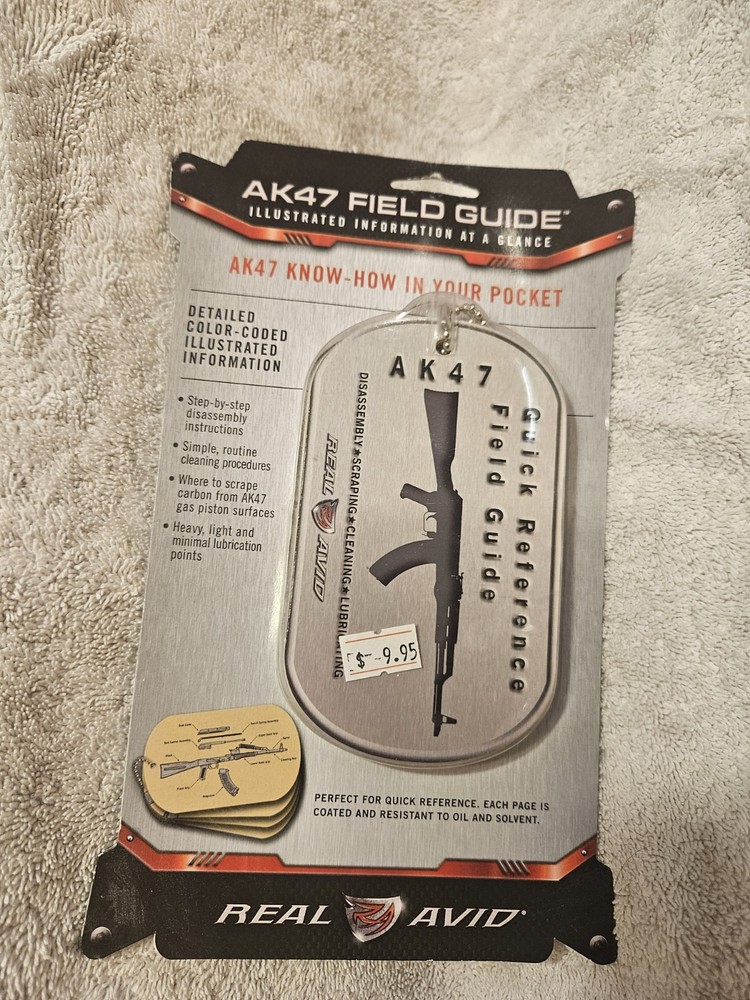 AK47 FIELD GUIDE™
ILLUSTRATED INFORMATION AT A GLANCE
AK47 KNOW-HOW IN YOUR POCKET
DETAILED
COLOR-CODED
ILLUSTRATED
INFORMATION
• Step-by-step
disassembly
instructions
• Simple, routine
cleaning procedures
• Where to scrape
carbon from AK47
gas piston surfaces
• Heavy, light and
minimal lubrication
points
AK47
Quick Reference
Field Guide
DISASSEMBLY★SCRAPING★CLEANING★
REAL AVID
$ 9.95
PERFECT FOR QUICK REFERENCE. EACH PAGE IS
COATED AND RESISTANT TO OIL AND SOLVENT.
REAL AVID